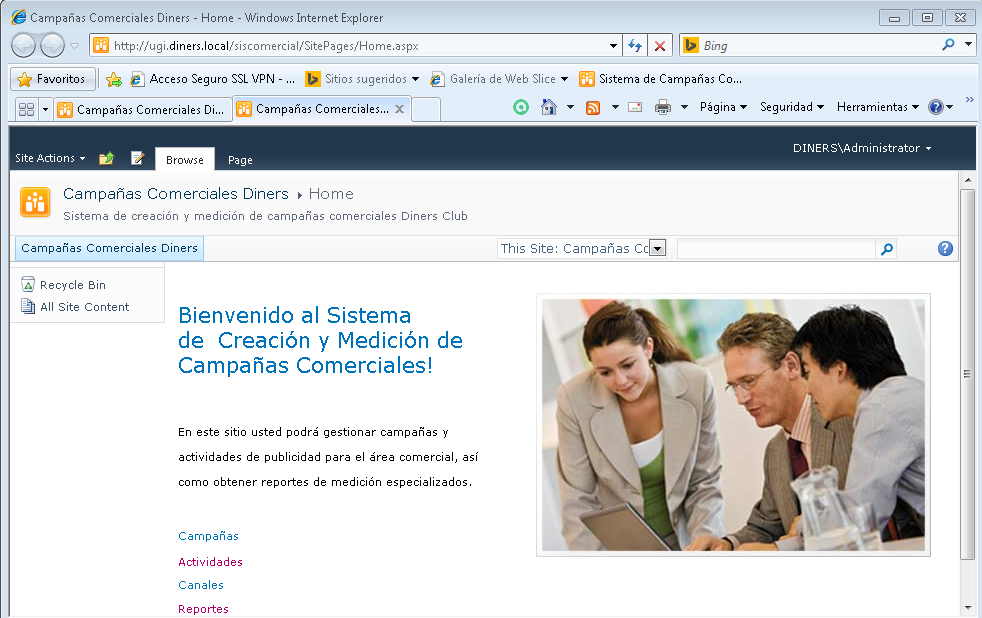 Campañas Comerciales Diners - Home - Windows Internet Explorer
http://ugi.diners.local/siscomercial/SitePages/Home.aspx
Bing
Favoritos
Acceso Seguro SSL VPN - ...
Sitios sugeridos
Galería de Web Slice
Sistema de Campañas Co...
Campañas Comerciales Di...
Campañas Comerciales...
Página
Seguridad
Herramientas
Site Actions
Browse
Page
DINERS\Administrator
Campañas Comerciales Diners
Home
Sistema de creación y medición de campañas comerciales Diners Club
Campañas Comerciales Diners
This Site: Campañas Co
Recycle Bin
All Site Content
Bienvenido al Sistema
de Creación y Medición de
Campañas Comerciales!
En este sitio usted podrá gestionar campañas y
actividades de publicidad para el área comercial, así
como obtener reportes de medición especializados.
Campañas
Actividades
Canales
Reportes